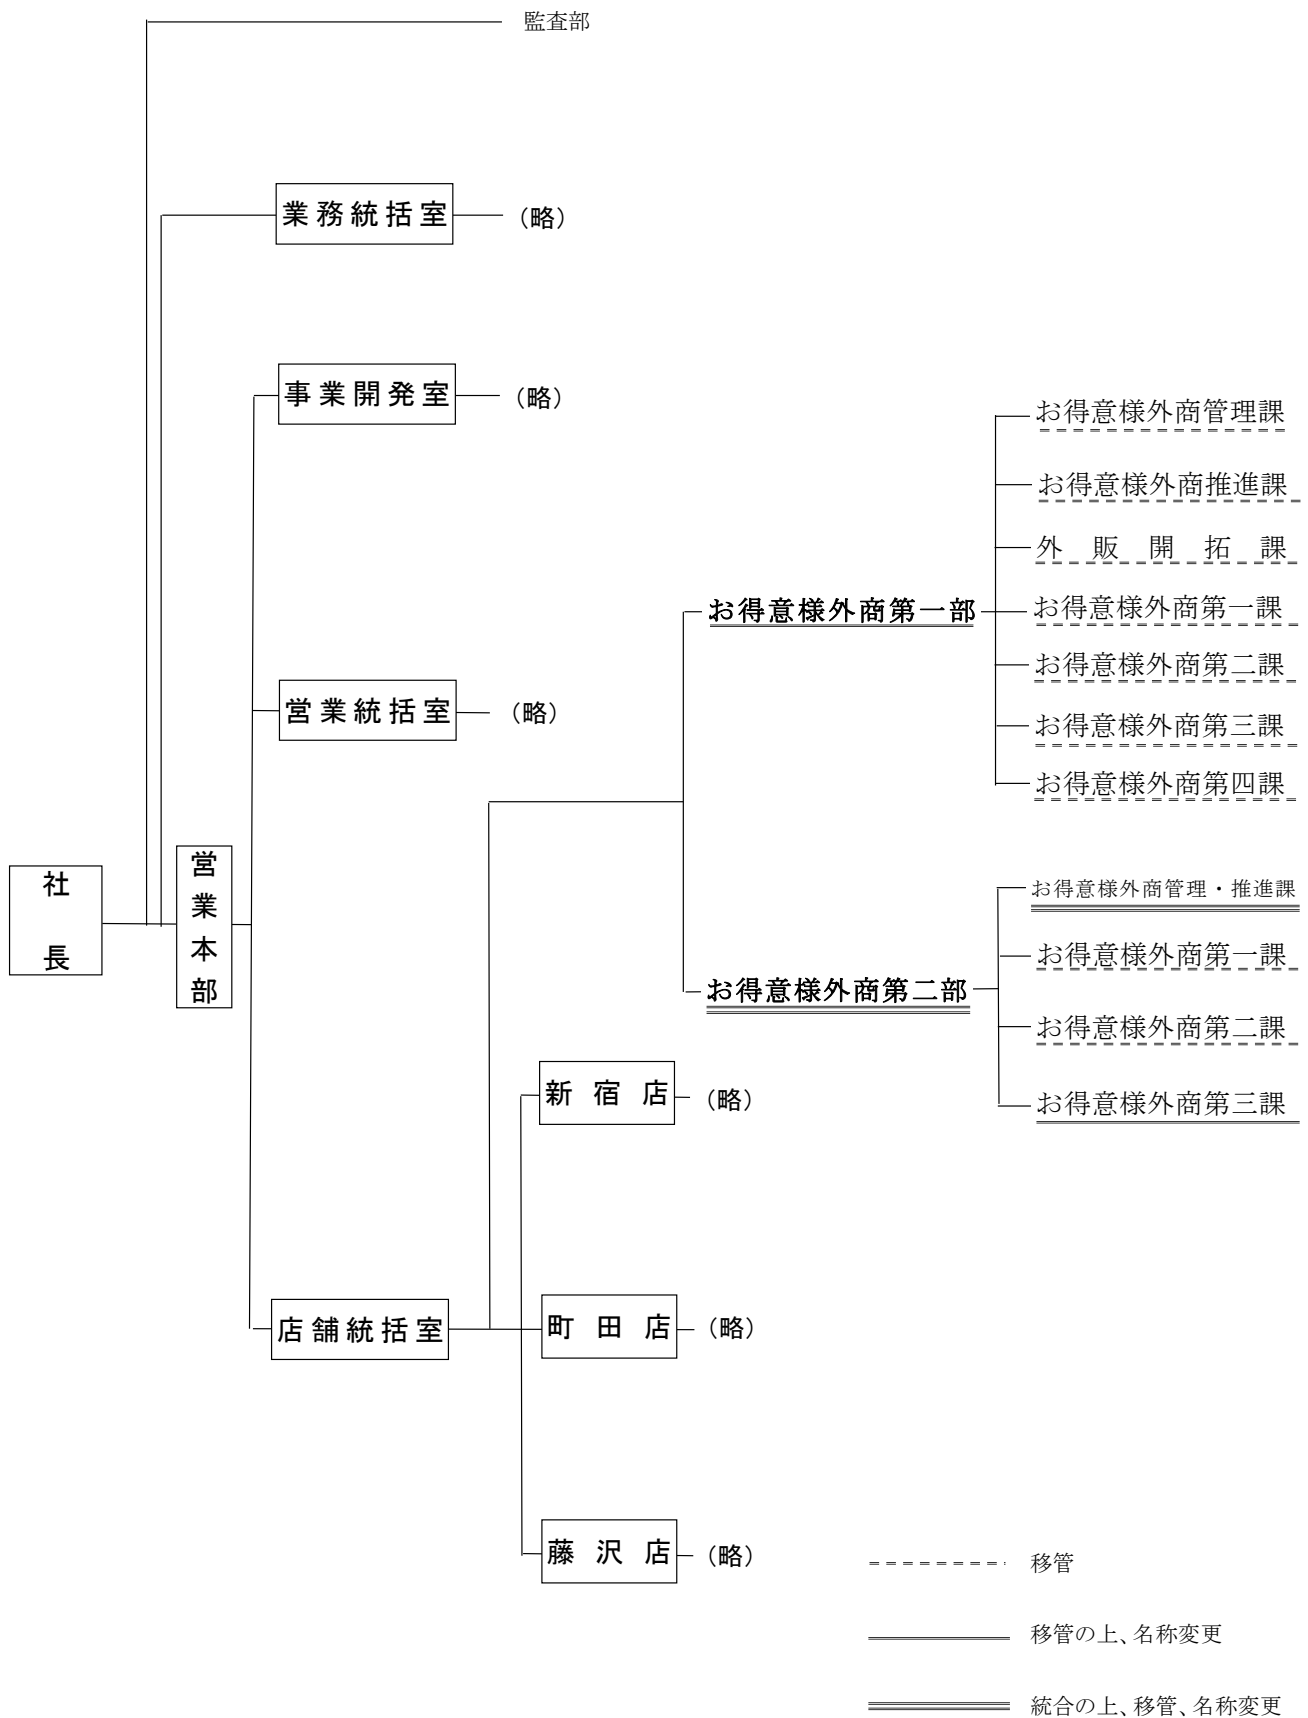 監査部
業務統括室
（略）
事業開発室
（略）
お得意様外商管理課
お得意様外商推進課
外販開拓課
お得意様外商第一部
お得意様外商第一課
お得意様外商第二課
営業統括室
（略）
お得意様外商第三課
お得意様外商第四課
社長
営業本部
お得意様外商管理・推進課
お得意様外商第一課
お得意様外商第二部
お得意様外商第二課
お得意様外商第三課
新宿店
（略）
店舗統括室
町田店
（略）
藤沢店
（略）
移管
移管の上、名称変更
統合の上、移管、名称変更